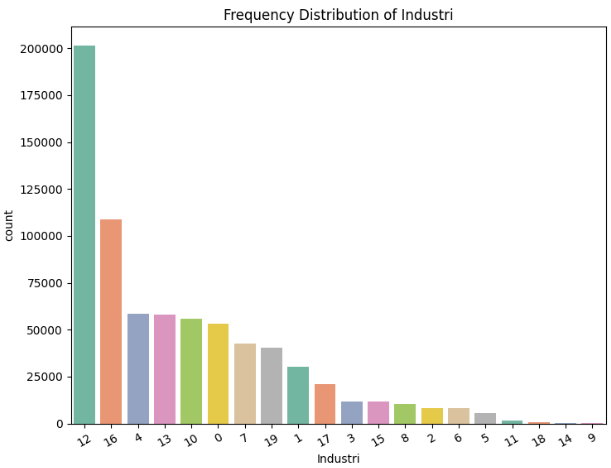 Frequency Distribution of Industri
200000
175000
150000
125000
100000
75000
50000
25000
0
count
12 16 4 13 10 0 7 19 1 17 3 15 8 2 6 5 11 18 14 9
Industri